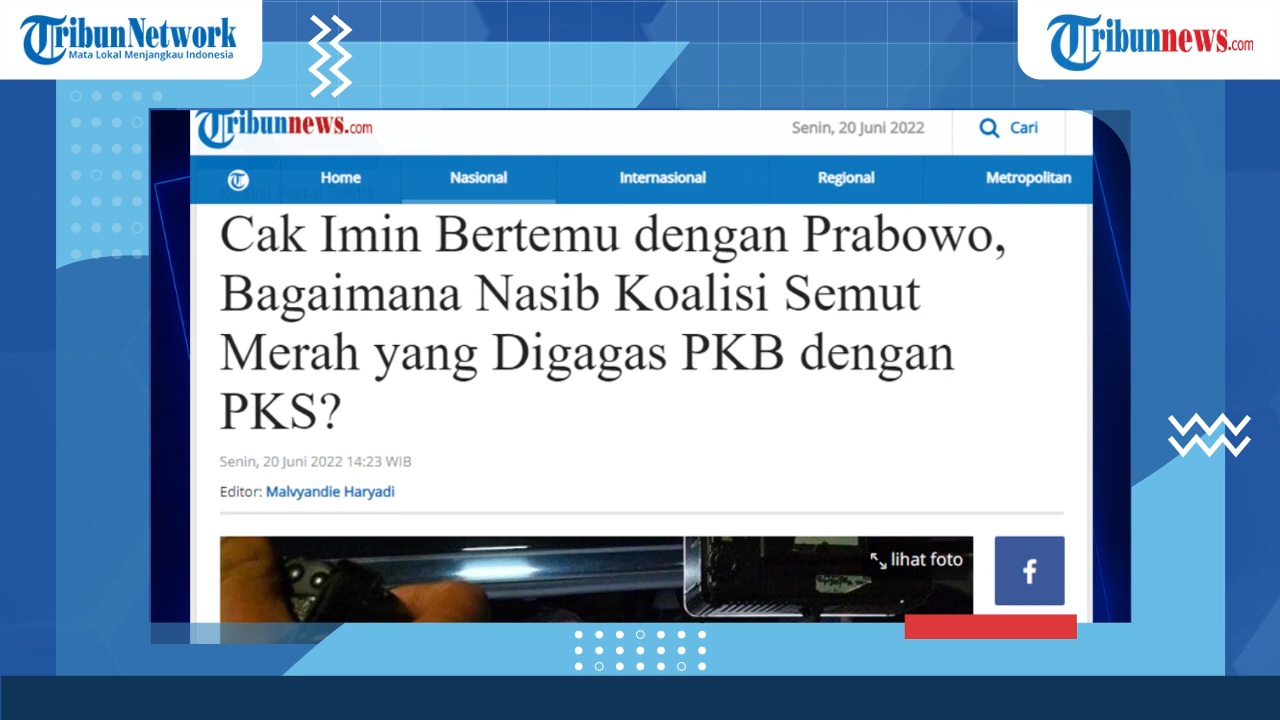 TribunNetwork
Mata Lokal Menjangkau Indonesia
Tribunnews.com
Tribunnews.com
Senin, 20 Juni 2022
Cari
Home
Nasional
Internasional
Regional
Metropolitan
Cak Imin Bertemu dengan Prabowo,
Bagaimana Nasib Koalisi Semut
Merah yang Digagas PKB dengan
PKS?
Senin, 20 Juni 2022 14:23 WIB
Editor: Malvyandie Haryadi
lihat foto